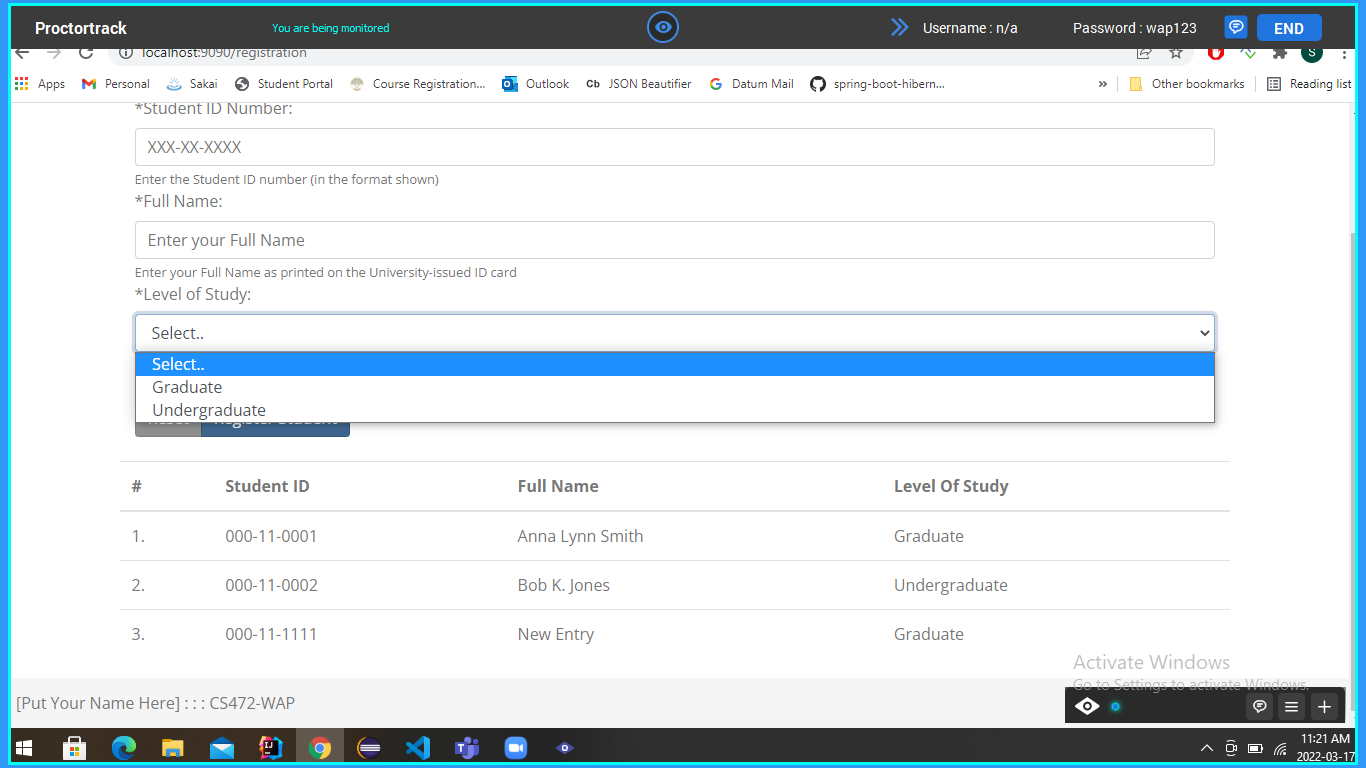 Proctortrack You are being monitored Username : n/a Password : wap123 END
localhost:9090/registration S
Apps Personal Sakai Student Portal Course Registration... Outlook Cb JSON Beautifier Datum Mail spring-boot-hibern... » Other bookmarks Reading list
*Student ID Number:
XXX-XX-XXXX
Enter the Student ID number (in the format shown)
*Full Name:
Enter your Full Name
Enter your Full Name as printed on the University-issued ID card
*Level of Study:
Select..
Select..
Graduate
Undergraduate
Reset Register Student
# Student ID Full Name Level Of Study
1. 000-11-0001 Anna Lynn Smith Graduate
2. 000-11-0002 Bob K. Jones Undergraduate
3. 000-11-1111 New Entry Graduate
Activate Windows
Go to Settings to activate Windows.
[Put Your Name Here] : : : CS472-WAP
11:21 AM
2022-03-17